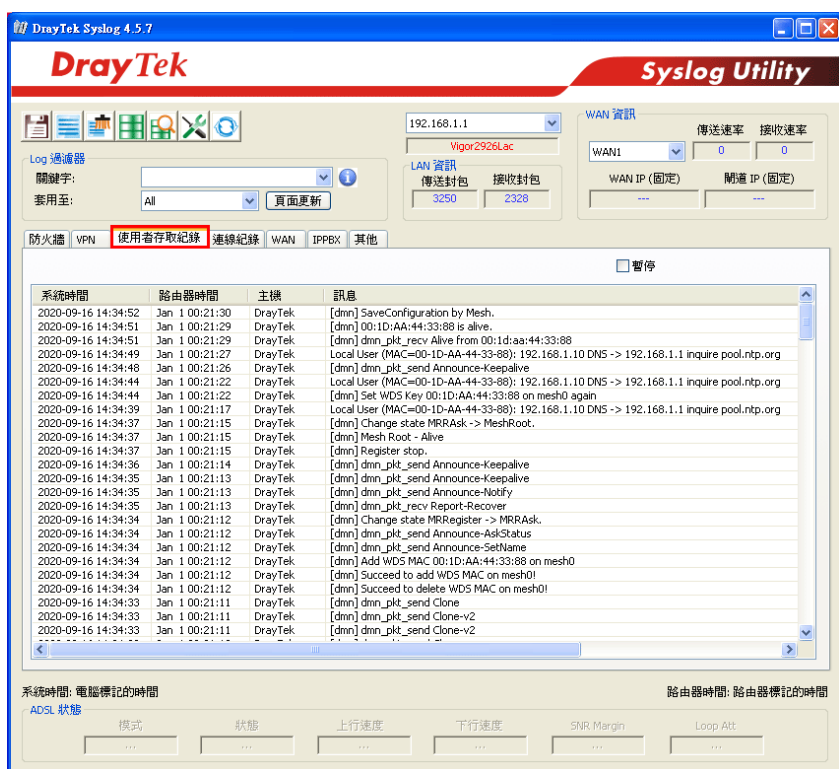 DrayTek Syslog 4.5.7
DrayTek
Syslog Utility
192.168.1.1
Vigor2926Lac
WAN 資訊
傳送速率 接收速率
WAN1 0 0
WAN IP (固定) 閘道 IP (固定)
--- ---
Log 過濾器
關鍵字:
套用至: All 頁面更新
LAN 資訊
傳送封包 接收封包
3250 2328
防火牆 VPN 使用者存取紀錄 連線紀錄 WAN IPPBX 其他
暫停
系統時間 路由器時間 主機 訊息
2020-09-16 14:34:52 Jan 1 00:21:30 DrayTek [dmn] SaveConfiguration by Mesh.
2020-09-16 14:34:51 Jan 1 00:21:29 DrayTek [dmn] 00:1D:AA:44:33:88 is alive.
2020-09-16 14:34:51 Jan 1 00:21:29 DrayTek [dmn] dmn_pkt_recv Alive from 00:1d:aa:44:33:88
2020-09-16 14:34:49 Jan 1 00:21:27 DrayTek Local User (MAC=00-1D-AA-44-33-88): 192.168.1.10 DNS -> 192.168.1.1 inquire pool.ntp.org
2020-09-16 14:34:48 Jan 1 00:21:26 DrayTek [dmn] dmn_pkt_send Announce-Keepalive
2020-09-16 14:34:44 Jan 1 00:21:22 DrayTek Local User (MAC=00-1D-AA-44-33-88): 192.168.1.10 DNS -> 192.168.1.1 inquire pool.ntp.org
2020-09-16 14:34:44 Jan 1 00:21:22 DrayTek [dmn] Set WDS Key 00:1D:AA:44:33:88 on mesh0 again
2020-09-16 14:34:39 Jan 1 00:21:17 DrayTek Local User (MAC=00-1D-AA-44-33-88): 192.168.1.10 DNS -> 192.168.1.1 inquire pool.ntp.org
2020-09-16 14:34:37 Jan 1 00:21:15 DrayTek [dmn] Change state MRRAsk -> MeshRoot.
2020-09-16 14:34:37 Jan 1 00:21:15 DrayTek [dmn] Mesh Root - Alive
2020-09-16 14:34:37 Jan 1 00:21:15 DrayTek [dmn] Register stop.
2020-09-16 14:34:36 Jan 1 00:21:14 DrayTek [dmn] dmn_pkt_send Announce-Keepalive
2020-09-16 14:34:35 Jan 1 00:21:13 DrayTek [dmn] dmn_pkt_send Announce-Keepalive
2020-09-16 14:34:35 Jan 1 00:21:13 DrayTek [dmn] dmn_pkt_send Announce-Notify
2020-09-16 14:34:35 Jan 1 00:21:13 DrayTek [dmn] dmn_pkt_recv Report-Recover
2020-09-16 14:34:34 Jan 1 00:21:12 DrayTek [dmn] Change state MRRegister -> MRRAsk.
2020-09-16 14:34:34 Jan 1 00:21:12 DrayTek [dmn] dmn_pkt_send Announce-AskStatus
2020-09-16 14:34:34 Jan 1 00:21:12 DrayTek [dmn] dmn_pkt_send Announce-SetName
2020-09-16 14:34:34 Jan 1 00:21:12 DrayTek [dmn] Add WDS MAC 00:1D:AA:44:33:88 on mesh0
2020-09-16 14:34:34 Jan 1 00:21:12 DrayTek [dmn] Succeed to add WDS MAC on mesh0!
2020-09-16 14:34:34 Jan 1 00:21:12 DrayTek [dmn] Succeed to delete WDS MAC on mesh0!
2020-09-16 14:34:33 Jan 1 00:21:11 DrayTek [dmn] dmn_pkt_send Clone
2020-09-16 14:34:33 Jan 1 00:21:11 DrayTek [dmn] dmn_pkt_send Clone-v2
2020-09-16 14:34:33 Jan 1 00:21:11 DrayTek [dmn] dmn_pkt_send Clone-v2
系統時間: 電腦標記的時間 路由器時間: 路由器標記的時間
ADSL 狀態
模式 狀態 上行速度 下行速度 SNR Margin Loop Att
... ... ... ... ... ...